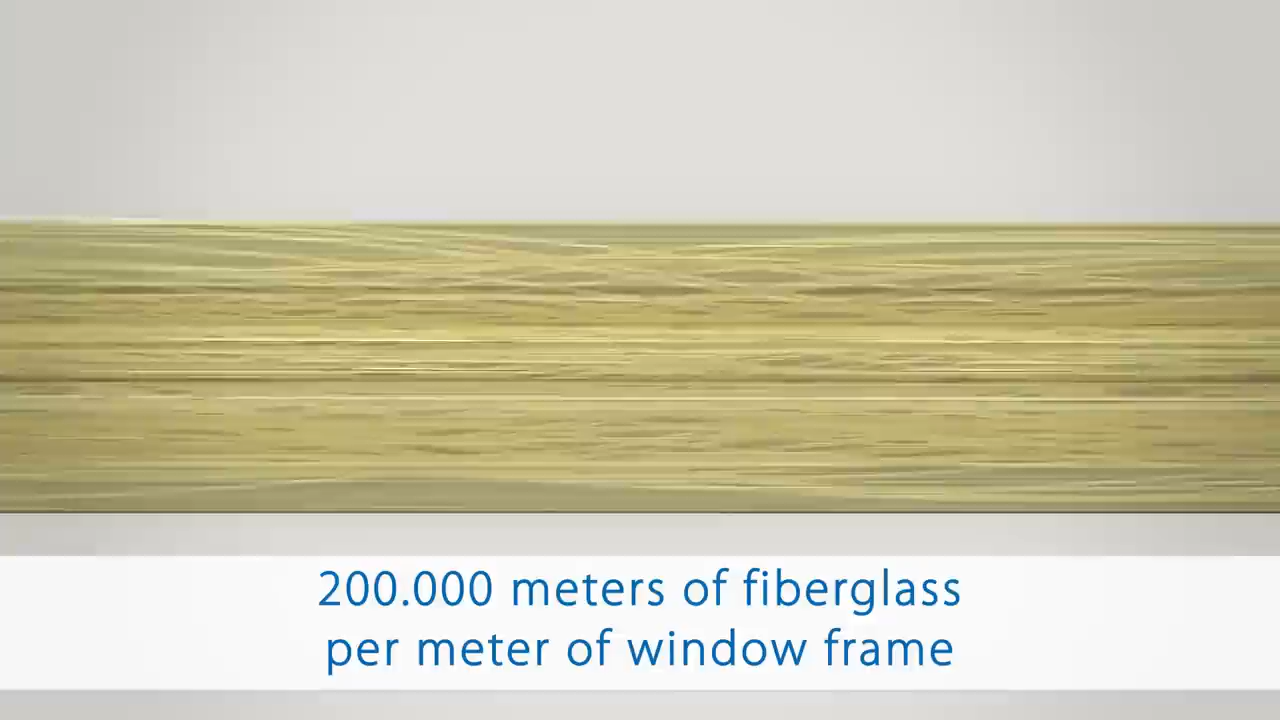 200.000 meters of fiberglass
per meter of window frame